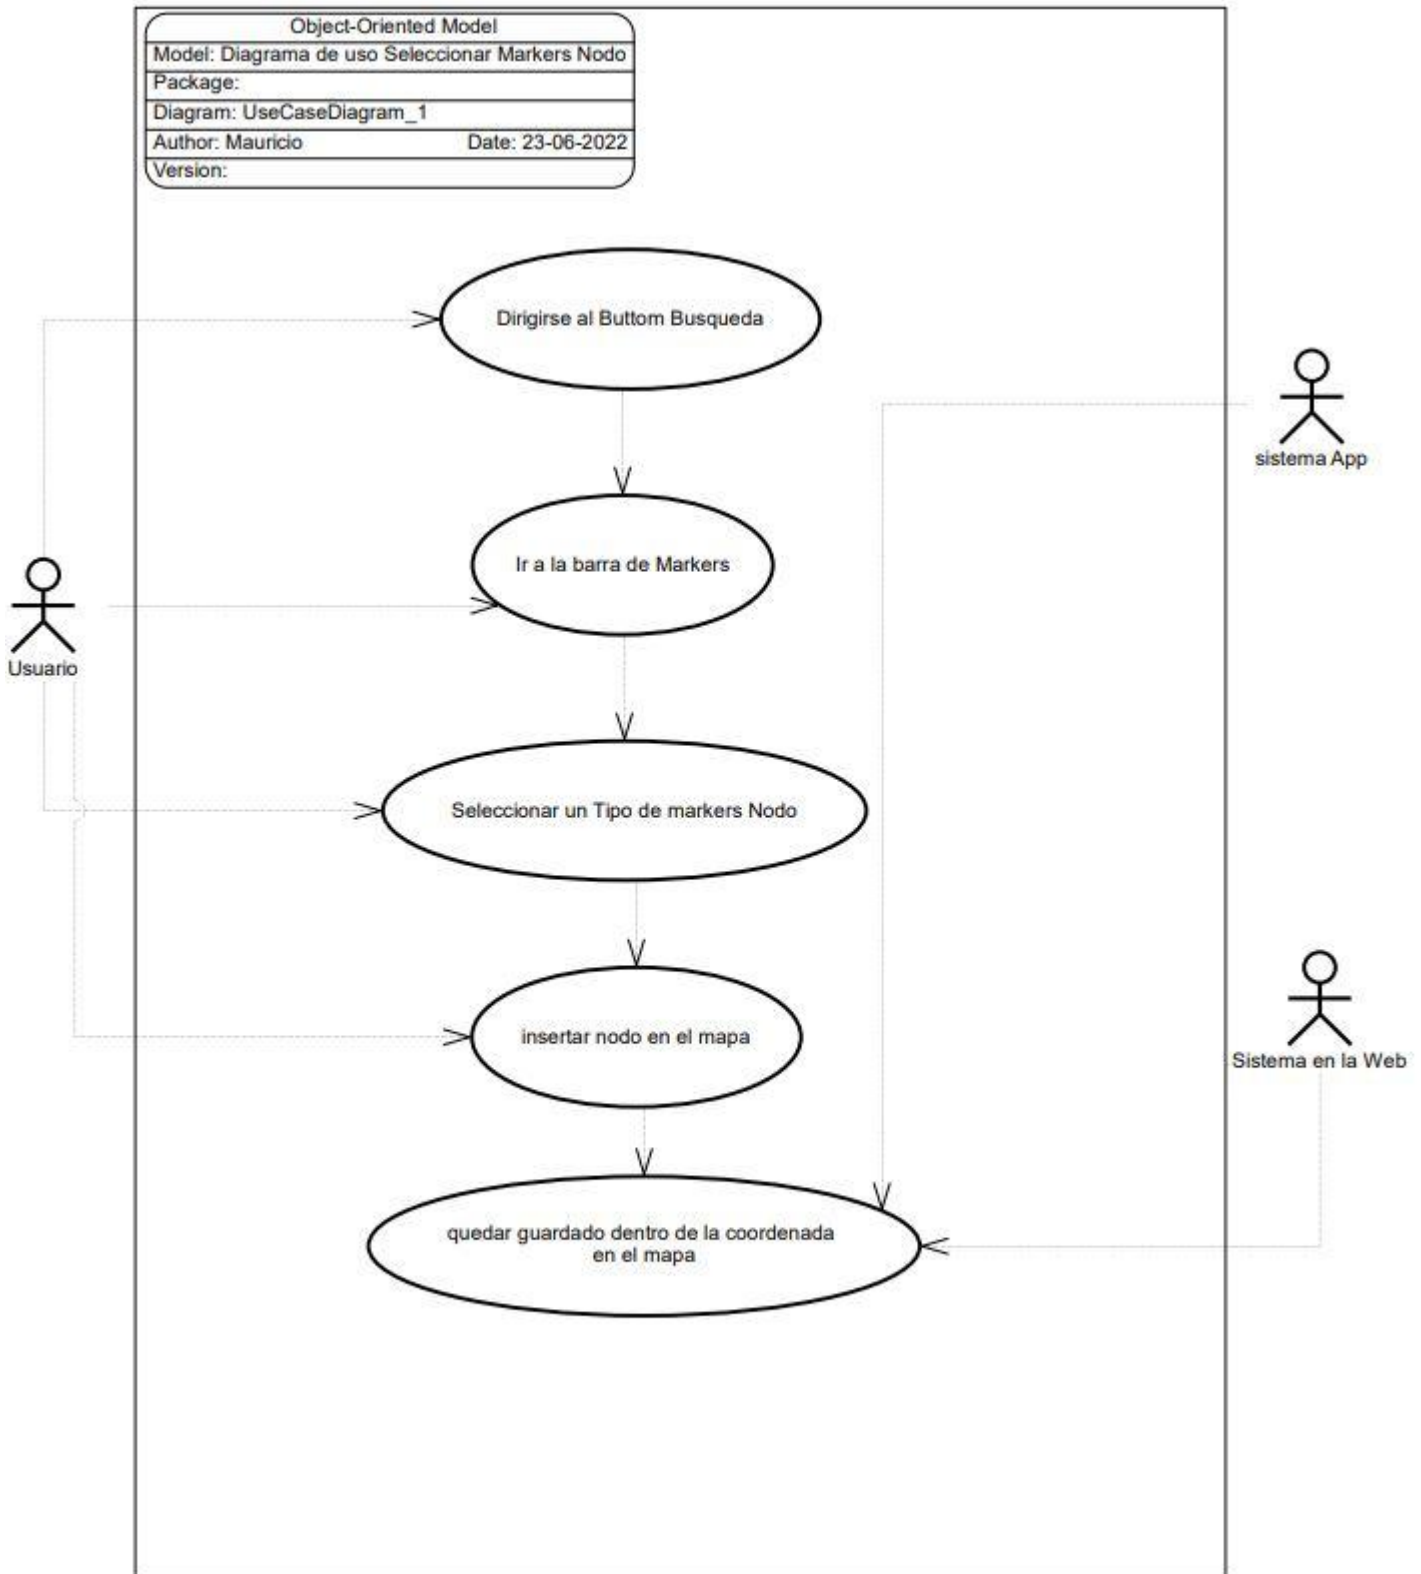 Object-Oriented Model
Model: Diagrama de uso Seleccionar Markers Nodo
Package:
Diagram: UseCaseDiagram_1
Author: Mauricio Date: 23-06-2022
Version:
Dirigirse al Buttom Busqueda
sistema App
Ir a la barra de Markers
Usuario
Seleccionar un Tipo de markers Nodo
insertar nodo en el mapa
Sistema en la Web
quedar guardado dentro de la coordenada
en el mapa